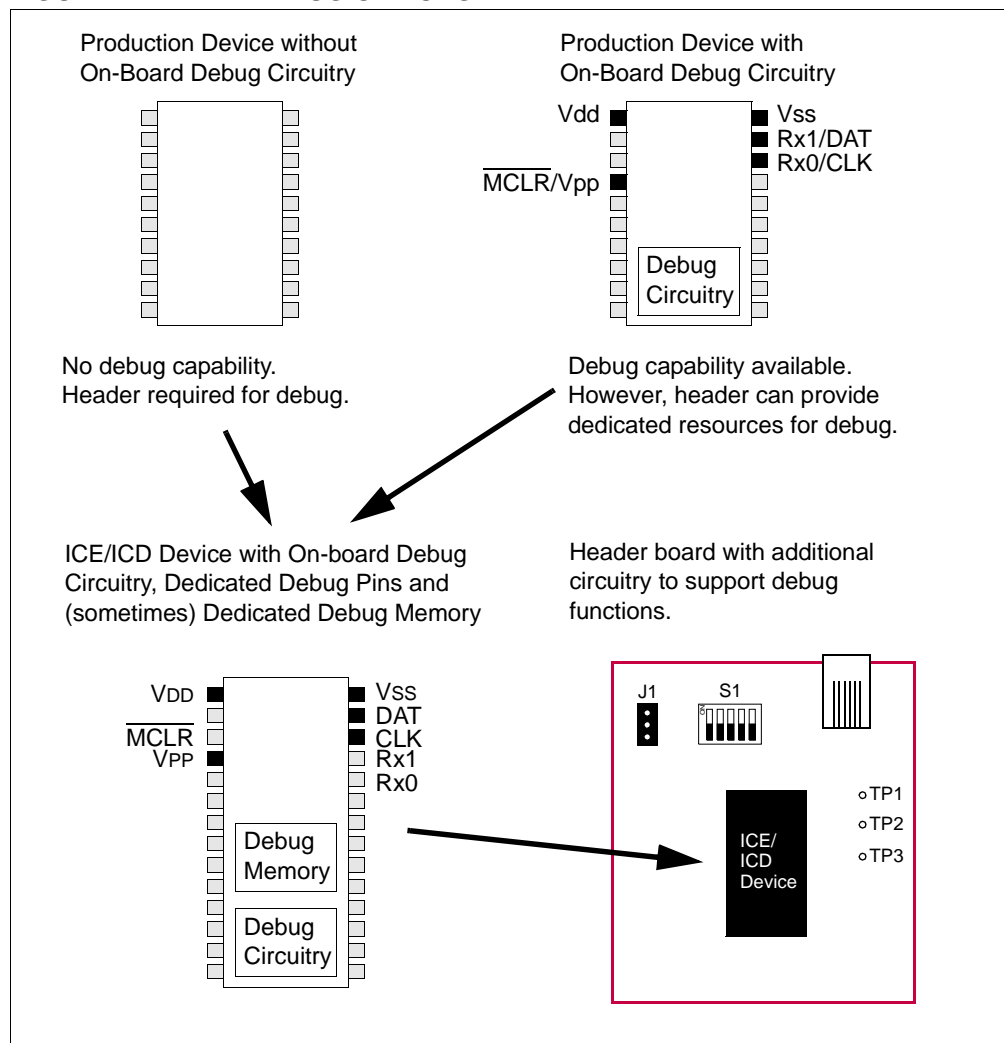 Production Device without
On-Board Debug Circuitry
Production Device with
On-Board Debug Circuitry
Vdd
MCLR/Vpp
Vss
Rx1/DAT
Rx0/CLK
Debug
Circuitry
No debug capability.
Header required for debug.
Debug capability available.
However, header can provide
dedicated resources for debug.
ICE/ICD Device with On-board Debug
Circuitry, Dedicated Debug Pins and
(sometimes) Dedicated Debug Memory
Header board with additional
circuitry to support debug
functions.
VDD
MCLR
VPP
VSS
DAT
CLK
Rx1
Rx0
Debug
Memory
Debug
Circuitry
J1
S1
ON
TP1
TP2
TP3
ICE/
ICD
Device